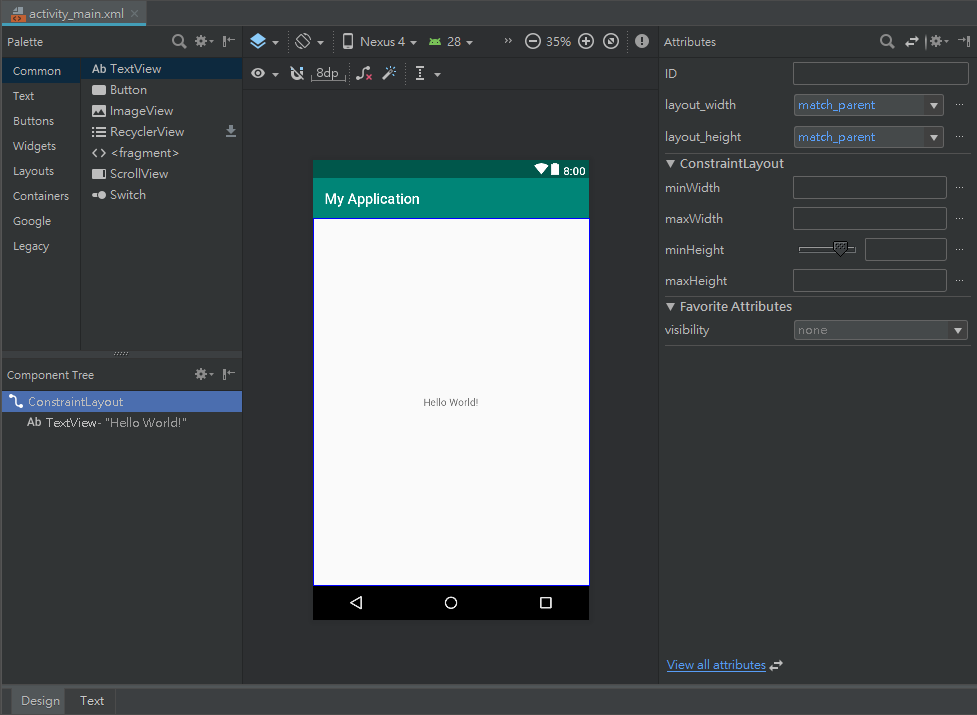 activity_main.xml
Palette
Common
Text
Buttons
Widgets
Layouts
Containers
Google
Legacy
Ab TextView
Button
ImageView
RecyclerView
<fragment>
ScrollView
Switch
Component Tree
ConstraintLayout
Ab TextView- "Hello World!"
Nexus 4
28
35%
8dp
8:00
My Application
Hello World!
Attributes
ID
layout_width match_parent ...
layout_height match_parent ...
ConstraintLayout
minWidth ...
maxWidth ...
minHeight ...
maxHeight ...
Favorite Attributes
visibility none
View all attributes
Design Text